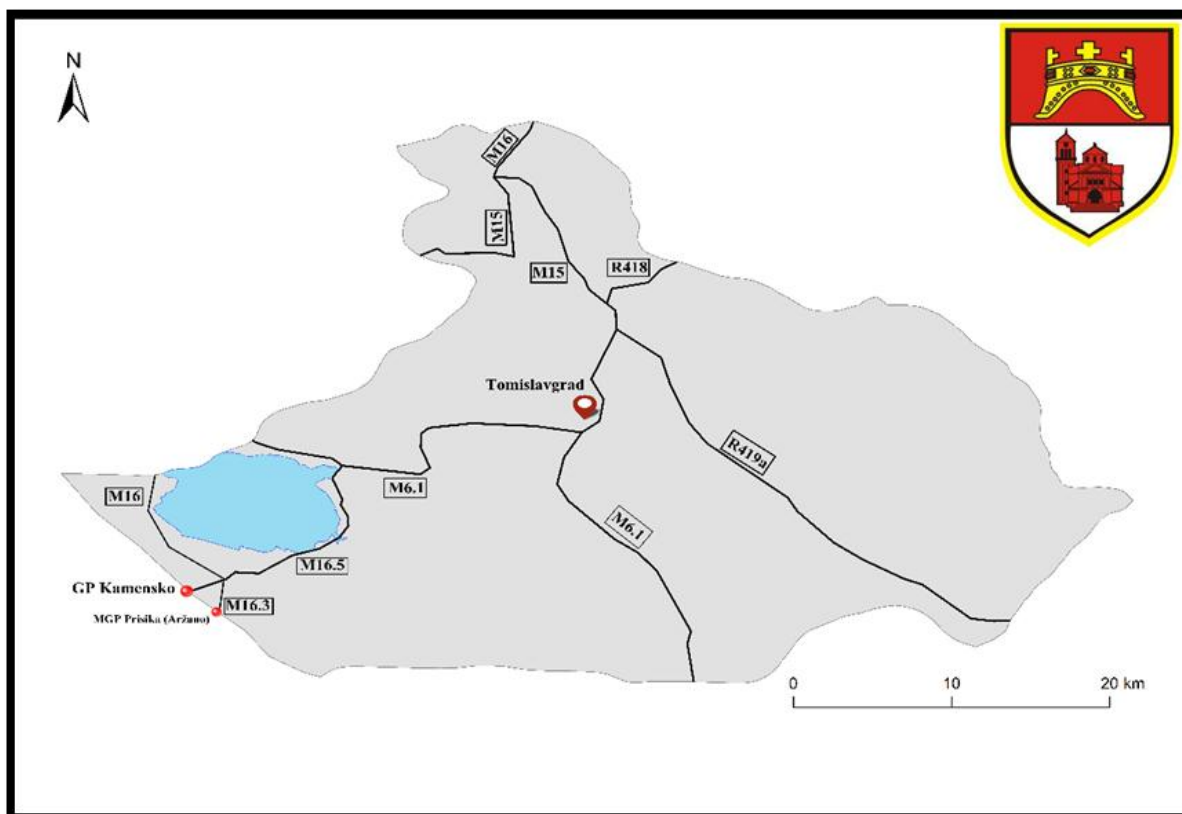 N
M16
M15
M15
R418
Tomislavgrad
R419a
M6.1
M16
M6.1
M16.5
GP Kamensko
M16.3
MGP Prisika (Aržano)
0 10 20 km